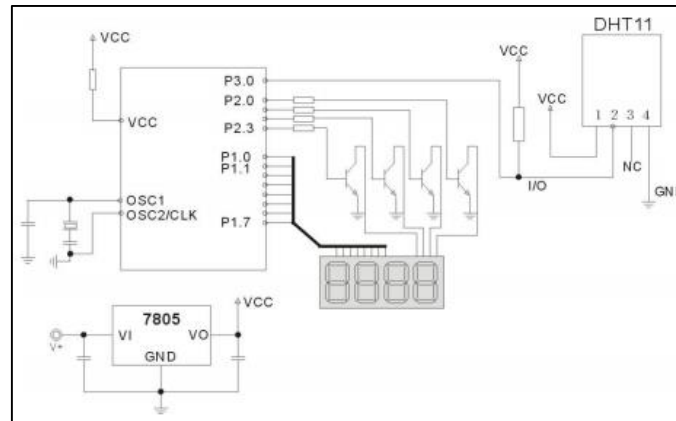 DHT11
VCC
VCC
VCC
P3.0
P2.0
P2.3
P1.0
P1.1
P1.7
VCC
OSC1
OSC2/CLK
1 2 3 4
NC
I/O
GND
VCC
7805
VI VO
GND
V+